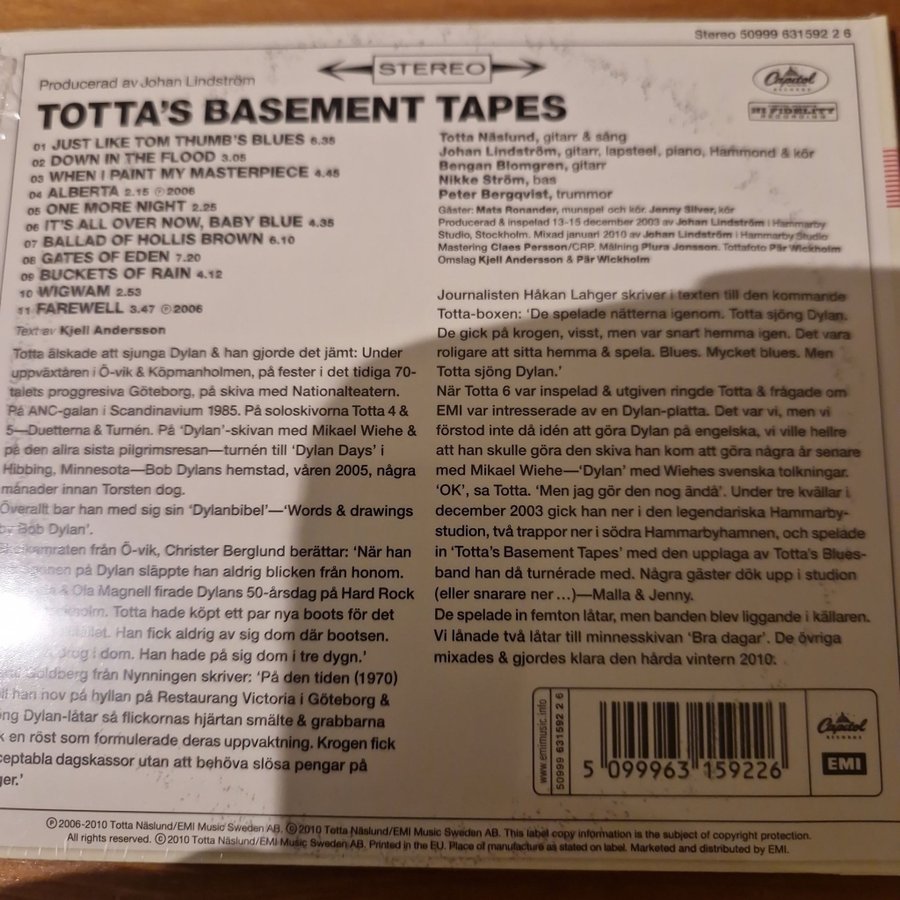 Stereo 50999 631592 2 6
STEREO
Capitol
RECORDS
HI FIDELITY
RECORDING
Producerad av Johan Lindström
TOTTA'S BASEMENT TAPES
01 JUST LIKE TOM THUMB'S BLUES 6.35
02 DOWN IN THE FLOOD 3.05
03 WHEN I PAINT MY MASTERPIECE 4.45
04 ALBERTA 2.15 ℗2006
05 ONE MORE NIGHT 2.25
06 IT'S ALL OVER NOW, BABY BLUE 4.35
07 BALLAD OF HOLLIS BROWN 6.10
08 GATES OF EDEN 7.20
09 BUCKETS OF RAIN 4.12
10 WIGWAM 2.53
11 FAREWELL 3.47 ℗2006
Text av Kjell Andersson
Totta älskade att sjunga Dylan & han gjorde det jämt: Under
uppväxtåren i Ö-vik & Köpmanholmen, på fester i det tidiga 70-
talets proggresiva Göteborg, på skiva med Nationalteatern.
På ANC-galan i Scandinavium 1985. På soloskivorna Totta 4 &
5—Duetterna & Turnén. På 'Dylan'-skivan med Mikael Wiehe &
på den allra sista pilgrimsresan—turnén till 'Dylan Days' i
Hibbing, Minnesota—Bob Dylans hemstad, våren 2005, några
månader innan Torsten dog.
Överallt bar han med sig sin 'Dylanbibel'—'Words & drawings
by Bob Dylan'.
från Ö-vik, Christer Berglund berättar: 'När han
på Dylan släppte han aldrig blicken från honom.
& Ola Magnell firade Dylans 50-årsdag på Hard Rock
Totta hade köpt ett par nya boots för det
Han fick aldrig av sig dom där bootsen.
i dom. Han hade på sig dom i tre dygn.'
Goldberg från Nynningen skriver: 'På den tiden (1970)
han nov på hyllan på Restaurang Victoria i Göteborg &
Dylan-låtar så flickornas hjärtan smälte & grabbarna
en röst som formulerade deras uppvaktning. Krogen fick
dagskassor utan att behöva slösa pengar på
Totta Näslund, gitarr & sång
Johan Lindström, gitarr, lapsteel, piano, Hammond & kör
Bengan Blomgren, gitarr
Nikke Ström, bas
Peter Bergqvist, trummor
Gäster: Mats Ronander, munspel och kör. Jenny Silver, kör
Producerad & inspelad 13-15 december 2003 av Johan Lindström i Hammarby
Studio, Stockholm. Mixad januari 2010 av Johan Lindström i Hammarby Studio
Mastering Claes Persson/CRP. Målning Plura Jonsson. Tottafoto Pär Wickholm
Omslag Kjell Andersson & Pär Wickholm
Journalisten Håkan Lahger skriver i texten till den kommande
Totta-boxen: 'De spelade nätterna igenom. Totta sjöng Dylan.
De gick på krogen, visst, men var snart hemma igen. Det vara
roligare att sitta hemma & spela. Blues. Mycket blues. Men
Totta sjöng Dylan.'
När Totta 6 var inspelad & utgiven ringde Totta & frågade om
EMI var intresserade av en Dylan-platta. Det var vi, men vi
förstod inte då idén att göra Dylan på engelska, vi ville hellre
att han skulle göra den skiva han kom att göra några år senare
med Mikael Wiehe—'Dylan' med Wiehes svenska tolkningar.
'OK', sa Totta. 'Men jag gör den nog ändå'. Under tre kvällar i
december 2003 gick han ner i den legendariska Hammarby-
studion, två trappor ner i södra Hammarbyhamnen, och spelade
in 'Totta's Basement Tapes' med den upplaga av Totta's Blues-
band han då turnérade med. Några gäster dök upp i studion
(eller snarare ner ...)—Malla & Jenny.
De spelade in femton låtar, men banden blev liggande i källaren.
Vi lånade två låtar till minnesskivan 'Bra dagar'. De övriga
mixades & gjordes klara den hårda vintern 2010.
www.emimusic.info
50999 631592 2 6
5 099963 159226
Capitol
RECORDS
EMI
℗2006-2010 Totta Näslund/EMI Music Sweden AB. ©2010 Totta Näslund/EMI Music Sweden AB. This label copy information is the subject of copyright protection.
All rights reserved. ©2010 Totta Näslund/EMI Music Sweden AB. Printed in the EU. Place of manufacture as stated on label. Marketed and distributed by EMI.